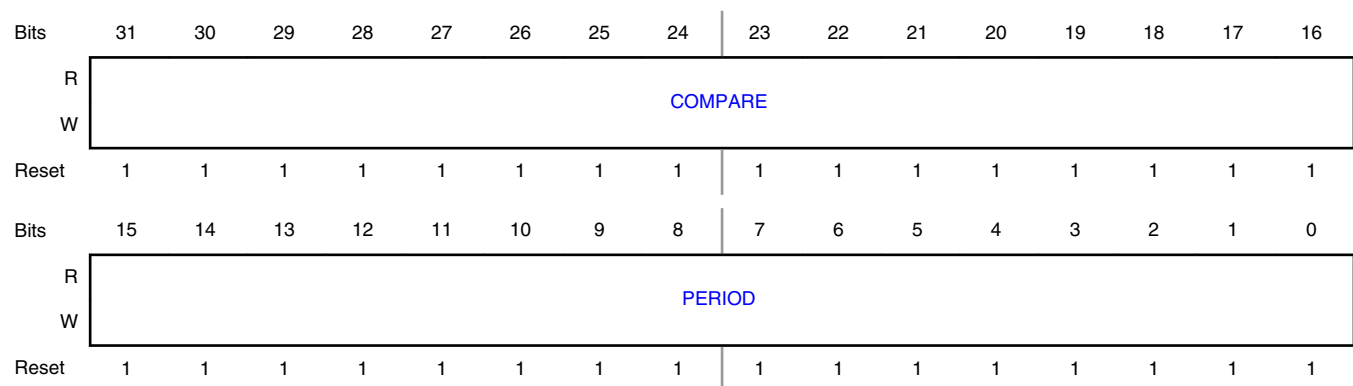 Bits 31 30 29 28 27 26 25 24 23 22 21 20 19 18 17 16
R
COMPARE
W
Reset 1 1 1 1 1 1 1 1 1 1 1 1 1 1 1 1
Bits 15 14 13 12 11 10 9 8 7 6 5 4 3 2 1 0
R
PERIOD
W
Reset 1 1 1 1 1 1 1 1 1 1 1 1 1 1 1 1